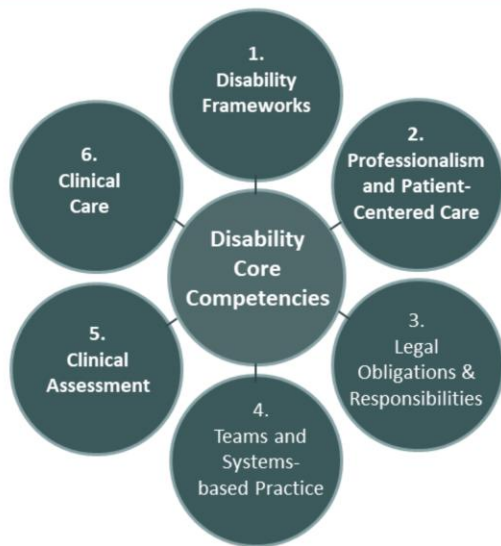 1.
Disability
Frameworks
2.
Professionalism
and Patient-
Centered Care
3.
Legal
Obligations &
Responsibilities
4.
Teams and
Systems-
based Practice
5.
Clinical
Assessment
6.
Clinical
Care
Disability
Core
Competencies